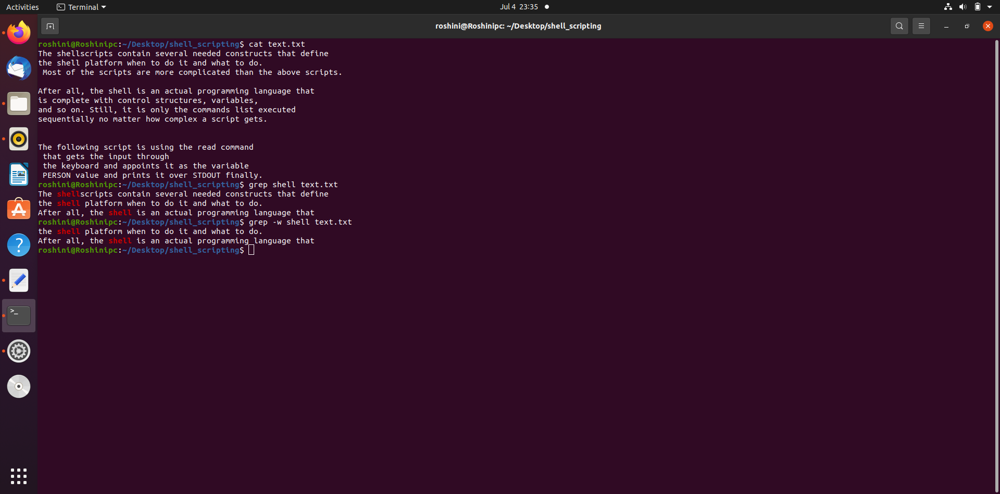 Activities
Terminal
Jul 4 23:35
roshini@Roshinipc: ~/Desktop/shell_scripting
roshini@Roshinipc:~/Desktop/shell_scripting$ cat text.txt
The shellscripts contain several needed constructs that define
the shell platform when to do it and what to do.
 Most of the scripts are more complicated than the above scripts.

After all, the shell is an actual programming language that
is complete with control structures, variables,
and so on. Still, it is only the commands list executed
sequentially no matter how complex a script gets.


The following script is using the read command
 that gets the input through
 the keyboard and appoints it as the variable
 PERSON value and prints it over STDOUT finally.
roshini@Roshinipc:~/Desktop/shell_scripting$ grep shell text.txt
The shellscripts contain several needed constructs that define
the shell platform when to do it and what to do.
After all, the shell is an actual programming language that
roshini@Roshinipc:~/Desktop/shell_scripting$ grep -w shell text.txt
the shell platform when to do it and what to do.
After all, the shell is an actual programming language that
roshini@Roshinipc:~/Desktop/shell_scripting$